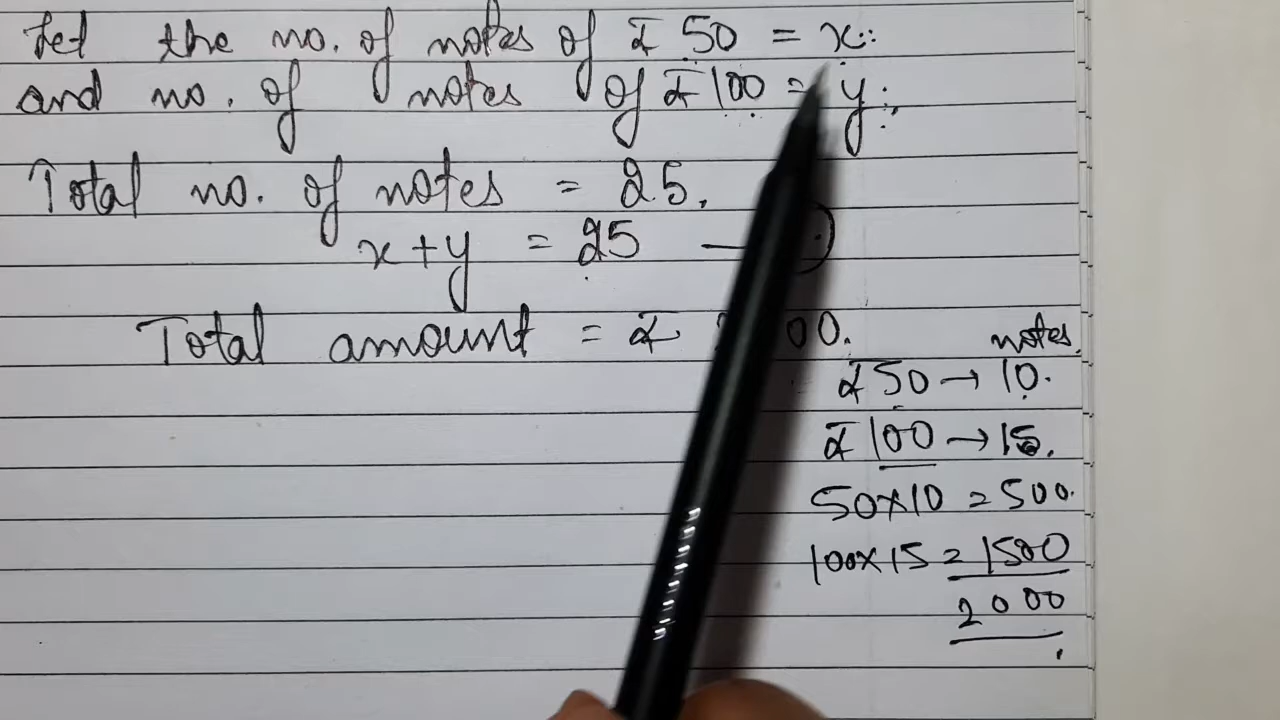 Let the no. of notes of ₹ 50 = x.
and no. of notes of ₹ 100 = y.
Total no. of notes = 25.
x+y = 25 —
Total amount = ₹ 00.
notes.
₹ 50 → 10.
₹ 100 → 15.
50×10 = 500.
100×15 = 1500
2000